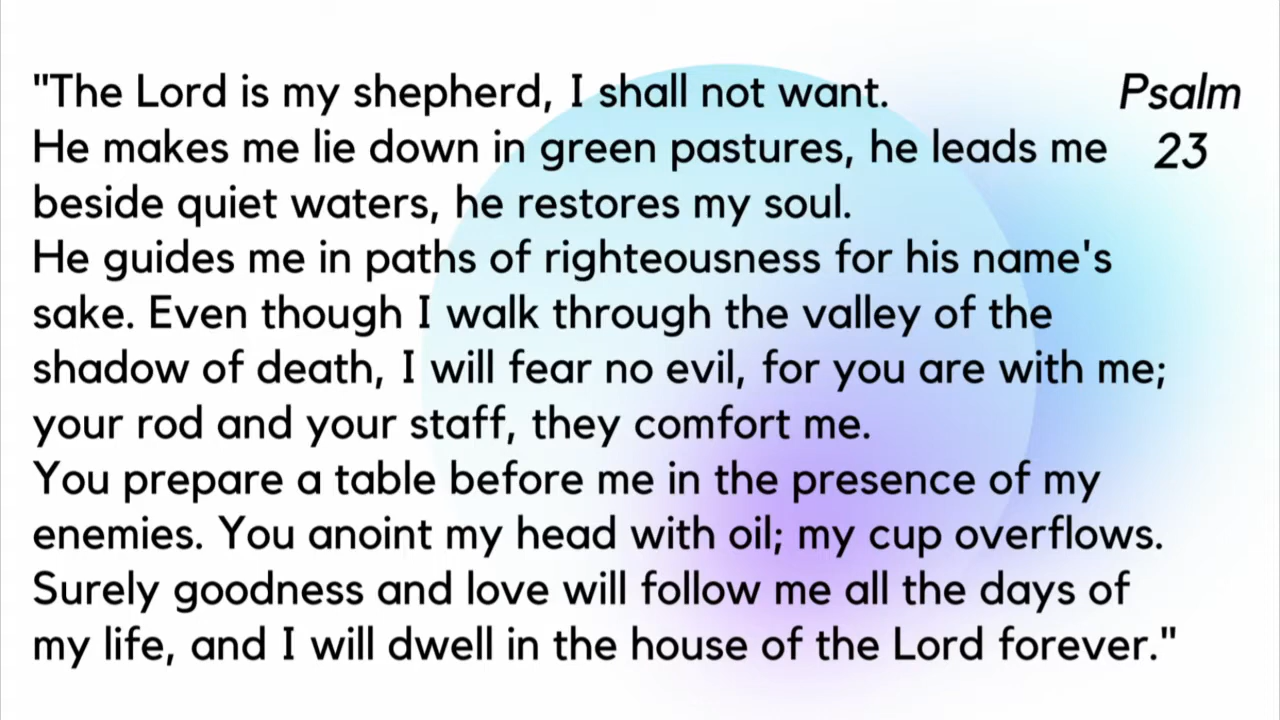 "The Lord is my shepherd, I shall not want.
He makes me lie down in green pastures, he leads me
beside quiet waters, he restores my soul.
He guides me in paths of righteousness for his name's
sake. Even though I walk through the valley of the
shadow of death, I will fear no evil, for you are with me;
your rod and your staff, they comfort me.
You prepare a table before me in the presence of my
enemies. You anoint my head with oil; my cup overflows.
Surely goodness and love will follow me all the days of
my life, and I will dwell in the house of the Lord forever."
Psalm
23